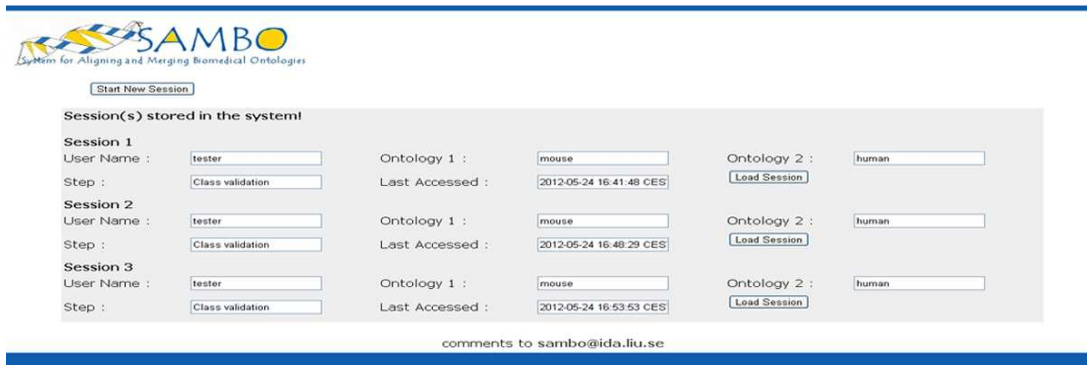 SAMBO
System for Aligning and Merging Biomedical Ontologies
Start New Session
Session(s) stored in the system!
Session 1
User Name : tester Ontology 1 : mouse Ontology 2 : human
Step : Class validation Last Accessed : 2012-05-24 16:41:48 CES Load Session
Session 2
User Name : tester Ontology 1 : mouse Ontology 2 : human
Step : Class validation Last Accessed : 2012-05-24 16:48:29 CES Load Session
Session 3
User Name : tester Ontology 1 : mouse Ontology 2 : human
Step : Class validation Last Accessed : 2012-05-24 16:53:53 CES Load Session
comments to sambo@ida.liu.se